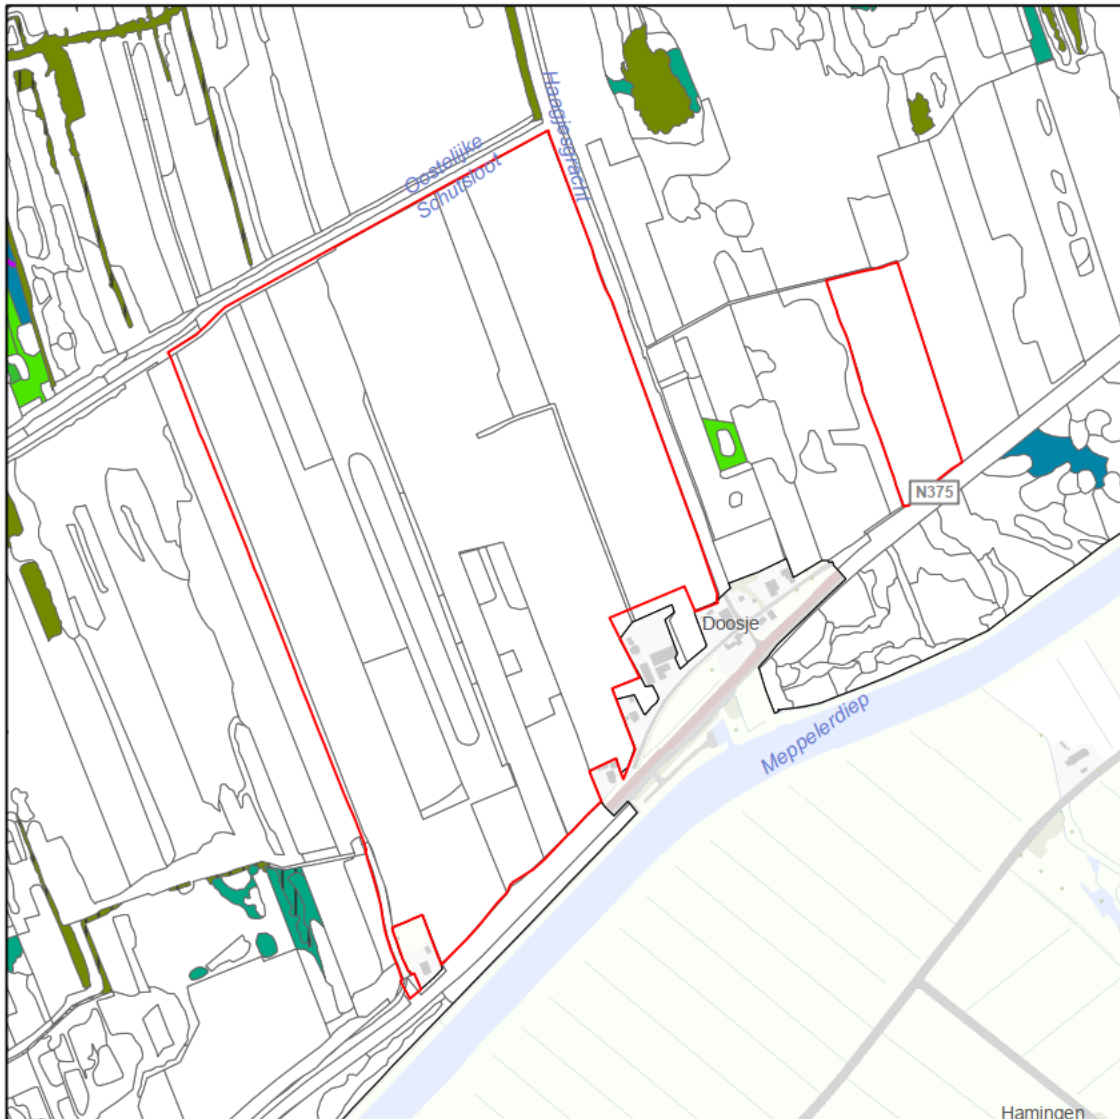 Haagjesgracht
Oostelijke
Schutsloot
N375
Doosje
Meppelerdiep
Hamingen